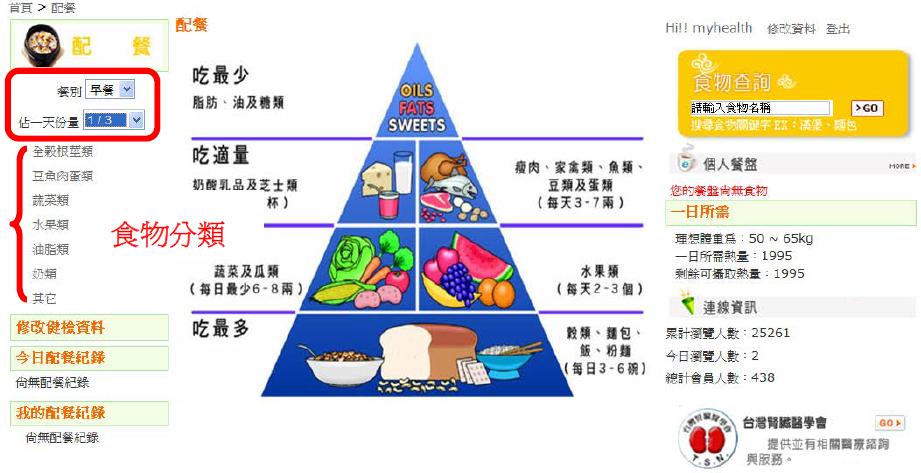 首頁 > 配餐
配 餐
餐別 早餐
佔一天份量 1 / 3
全穀根莖類
豆魚肉蛋類
蔬菜類
水果類
油脂類
奶類
其它
食物分類
修改健檢資料
今日配餐紀錄
尚無配餐紀錄
我的配餐紀錄
尚無配餐紀錄
配餐
吃最少
脂肪、油及糖類
OILS
FATS
SWEETS
吃適量
奶酪乳品及芝士類
杯)
瘦肉、家禽類、魚類、
豆類及蛋類
(每天3-7兩)
蔬菜及瓜類
(每日最少6-8兩)
水果類
(每天2-3個)
吃最多
穀類、麵包、
飯、粉麵
(每日3-6碗)
Hi!! myhealth 修改資料 登出
食物查詢
請輸入食物名稱 >GO
搜尋食物關鍵字 EX：漢堡、麵包
個人餐盤 MORE
您的餐盤尚無食物
一日所需
理想體重為：50 ~ 65kg
一日所需熱量：1995
剩餘可攝取熱量：1995
連線資訊
累計瀏覽人數：25261
今日瀏覽人數：2
總計會員人數：438
台灣腎臟醫學會
T.S.N.
台灣腎臟醫學會 GO
提供並有相關醫療諮詢
與服務。